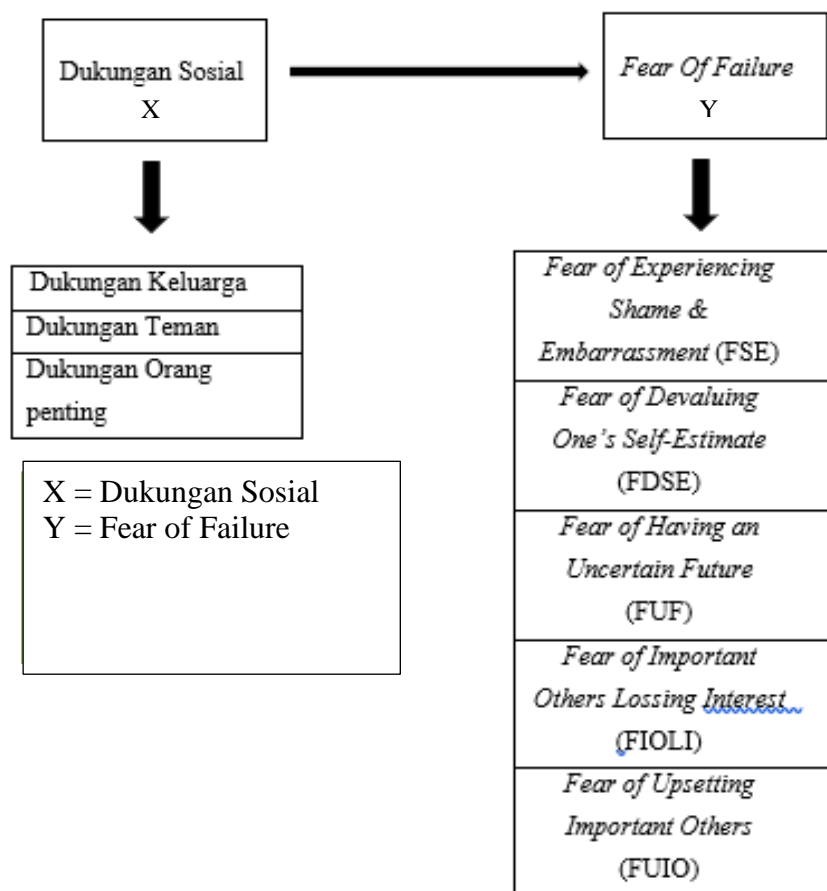 Dukungan Sosial
X
Fear Of Failure
Y
Dukungan Keluarga
Dukungan Teman
Dukungan Orang
penting
X = Dukungan Sosial
Y = Fear of Failure
Fear of Experiencing
Shame &
Embarrassment (FSE)
Fear of Devaluing
One’s Self-Estimate
(FDSE)
Fear of Having an
Uncertain Future
(FUF)
Fear of Important
Others Lossing Interest
(FIOLI)
Fear of Upsetting
Important Others
(FUIO)